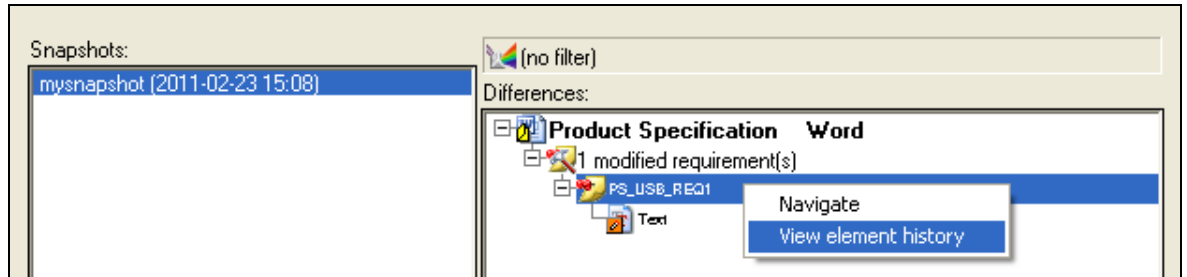 Snapshots:
mysnapshot (2011-02-23 15:08)
(no filter)
Differences:
Product Specification Word
1 modified requirement(s)
PS_USB_REQ1
Text
Navigate
View element history